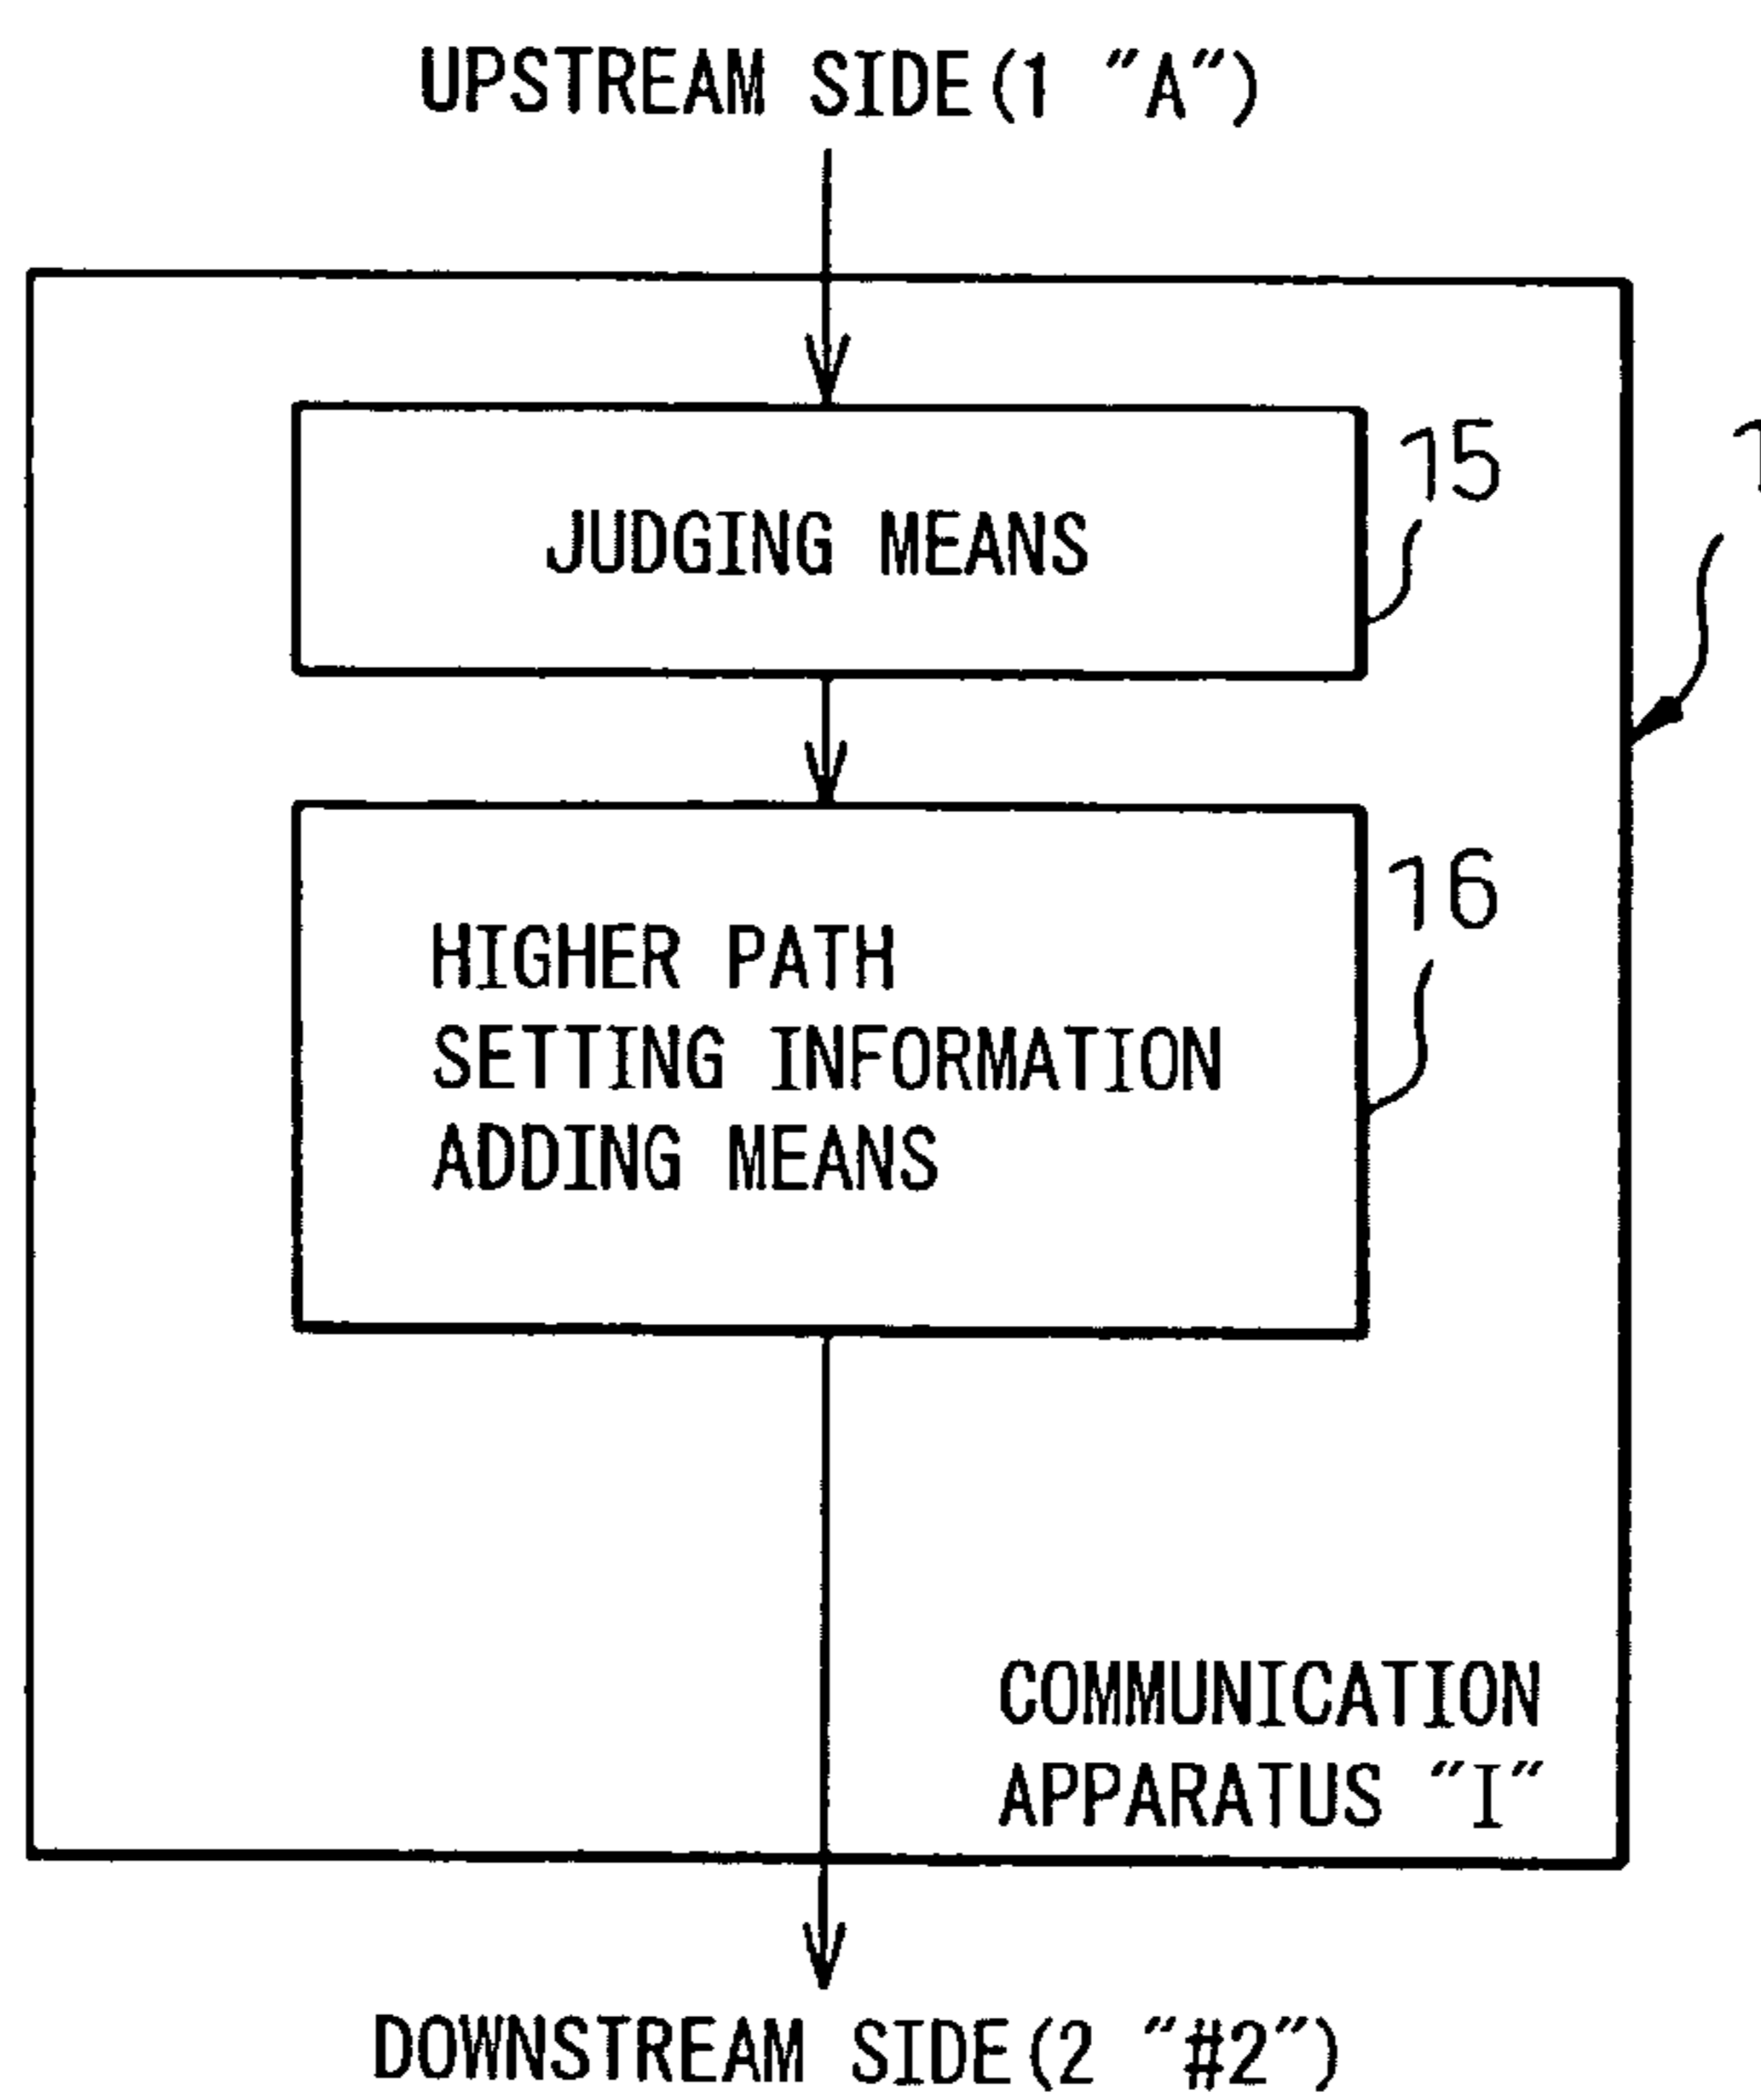 UPSTREAM SIDE(1 "A")
JUDGING MEANS
15
1
HIGHER PATH
SETTING INFORMATION
ADDING MEANS
16
COMMUNICATION
APPARATUS "I"
DOWNSTREAM SIDE(2 "#2")